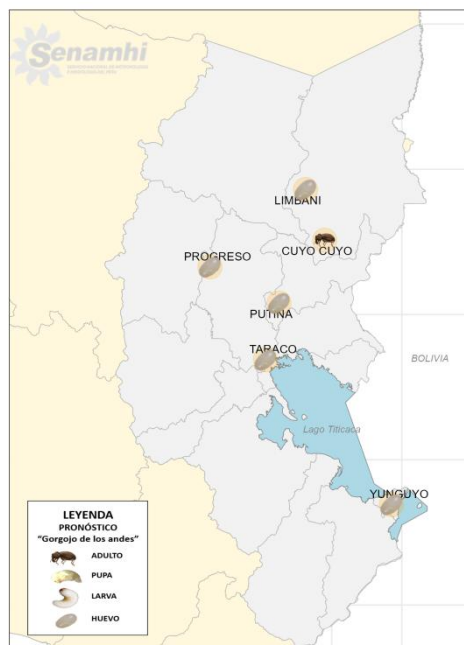 Senamhi
LIMBANI
CUYO CUYO
PROGRESO
PUTINA
TARACO
BOLIVIA
Lago Titicaca
YUNGUYO
LEYENDA
PRONÓSTICO
"Gorgojo de los andes"
ADULTO
PUPA
LARVA
HUEVO